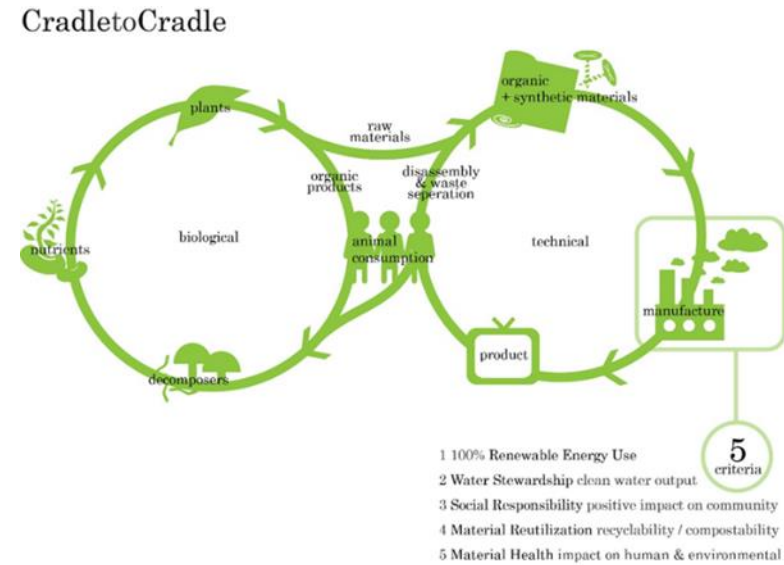 CradletoCradle
plants
organic
+ synthetic materials
raw
materials
organic
products
disassembly
& waste
seperation
nutrients
biological
animal
consumption
technical
manufacture
product
decomposers
5
criteria
1 100% Renewable Energy Use
2 Water Stewardship clean water output
3 Social Responsibility positive impact on community
4 Material Reutilization recyclability / compostability
5 Material Health impact on human & environmental